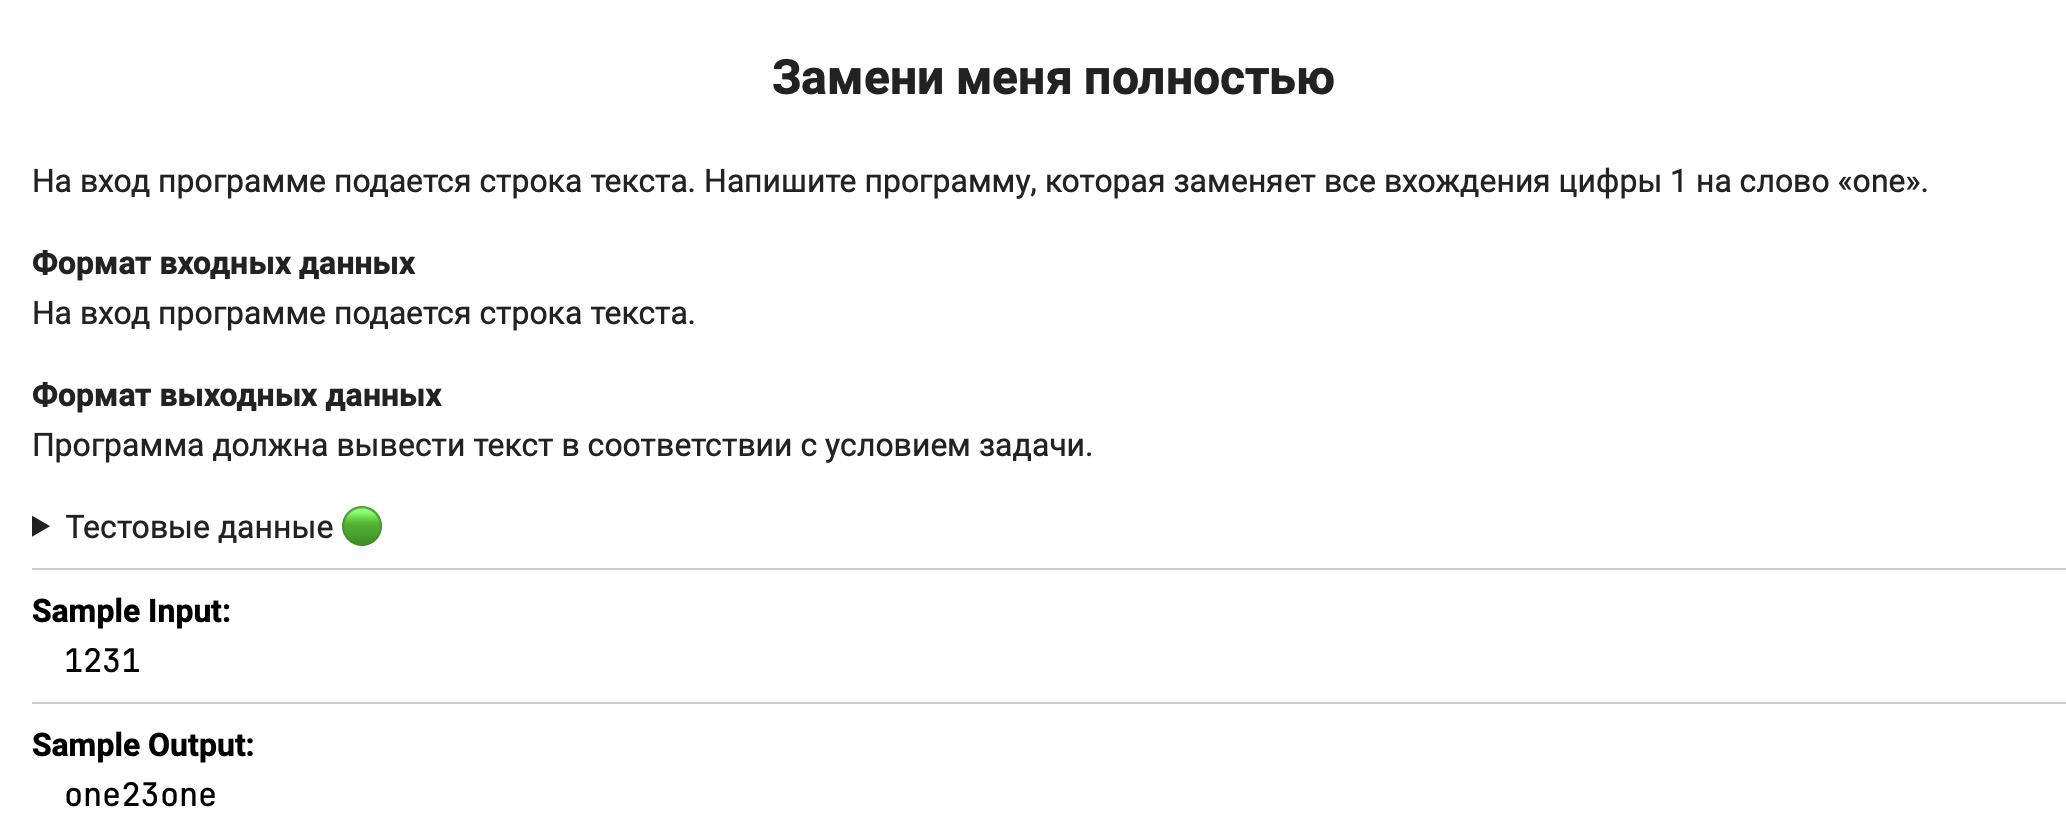 Замени меня полностью
На вход программе подается строка текста. Напишите программу, которая заменяет все вхождения цифры 1 на слово «one».
Формат входных данных
На вход программе подается строка текста.
Формат выходных данных
Программа должна вывести текст в соответствии с условием задачи.
Тестовые данные
Sample Input:
1231
Sample Output:
one23one